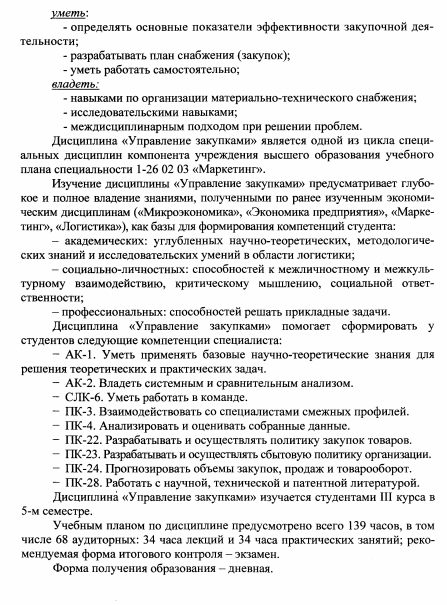 уметь:
- определять основные показатели эффективности закупочной дея-
тельности;
- разрабатывать план снабжения (закупок);
- уметь работать самостоятельно;
владеть:
- навыками по организации материально-технического снабжения;
- исследовательскими навыками;
- междисциплинарным подходом при решении проблем.
Дисциплина «Управление закупками» является одной из цикла специ-
альных дисциплин компонента учреждения высшего образования учебного
плана специальности 1-26 02 03 «Маркетинг».
Изучение дисциплины «Управление закупками» предусматривает глубо-
кое и полное владение знаниями, полученными по ранее изученным экономи-
ческим дисциплинам («Микроэкономика», «Экономика предприятия», «Марке-
тинг», «Логистика»), как базы для формирования компетенций студента:
– академических: углубленных научно-теоретических, методологиче-
ских знаний и исследовательских умений в области логистики;
– социально-личностных: способностей к межличностному и межкуль-
турному взаимодействию, критическому мышлению, социальной ответ-
ственности;
– профессиональных: способностей решать прикладные задачи.
Дисциплина «Управление закупками» помогает сформировать у
студентов следующие компетенции специалиста:
− АК-1. Уметь применять базовые научно-теоретические знания для
решения теоретических и практических задач.
− АК-2. Владеть системным и сравнительным анализом.
− СЛК-6. Уметь работать в команде.
− ПК-3. Взаимодействовать со специалистами смежных профилей.
− ПК-4. Анализировать и оценивать собранные данные.
− ПК-22. Разрабатывать и осуществлять политику закупок товаров.
− ПК-23. Разрабатывать и осуществлять сбытовую политику организации.
− ПК-24. Прогнозировать объемы закупок, продаж и товарооборот.
− ПК-28. Работать с научной, технической и патентной литературой.
Дисциплина «Управление закупками» изучается студентами III курса в
5-м семестре.
Учебным планом по дисциплине предусмотрено всего 139 часов, в том
числе 68 аудиторных: 34 часа лекций и 34 часа практических занятий; реко-
мендуемая форма итогового контроля – экзамен.
Форма получения образования – дневная.